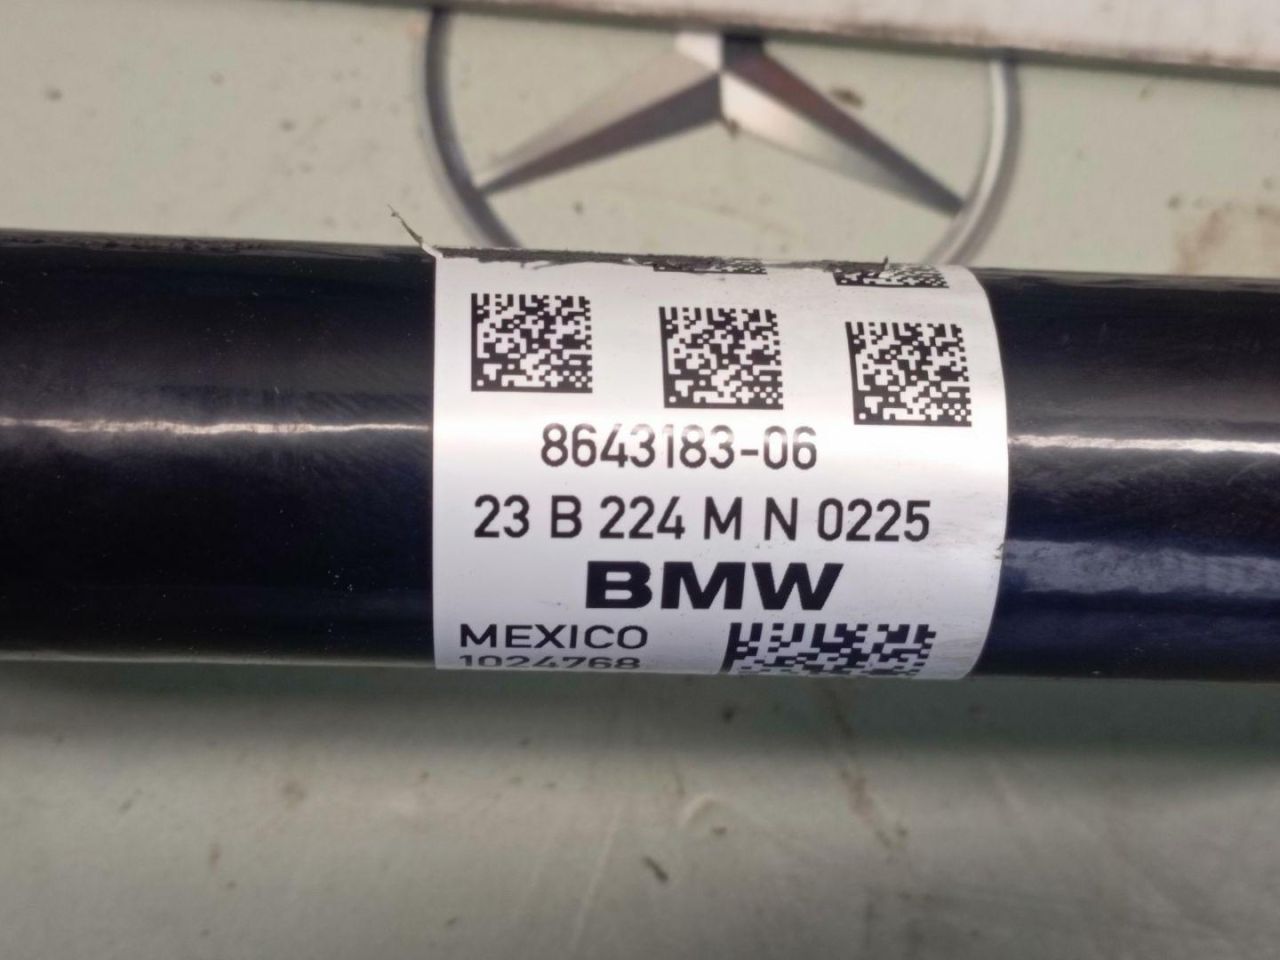 8643183-06
23 B 224 M N 0225
BMW
MEXICO
1024768